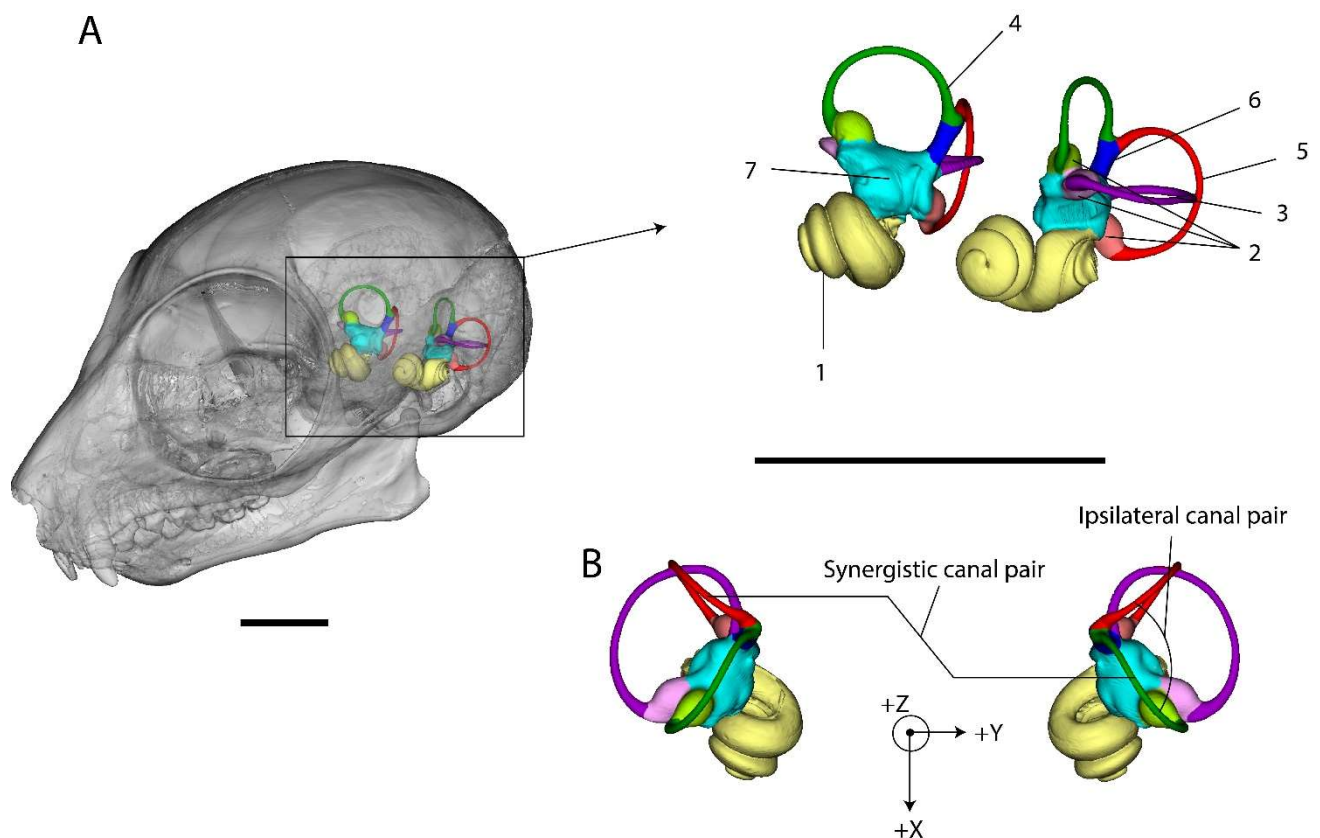 A
4
6
7
5
3
2
1
Ipsilateral canal pair
B
Synergistic canal pair
+Z
+Y
+X